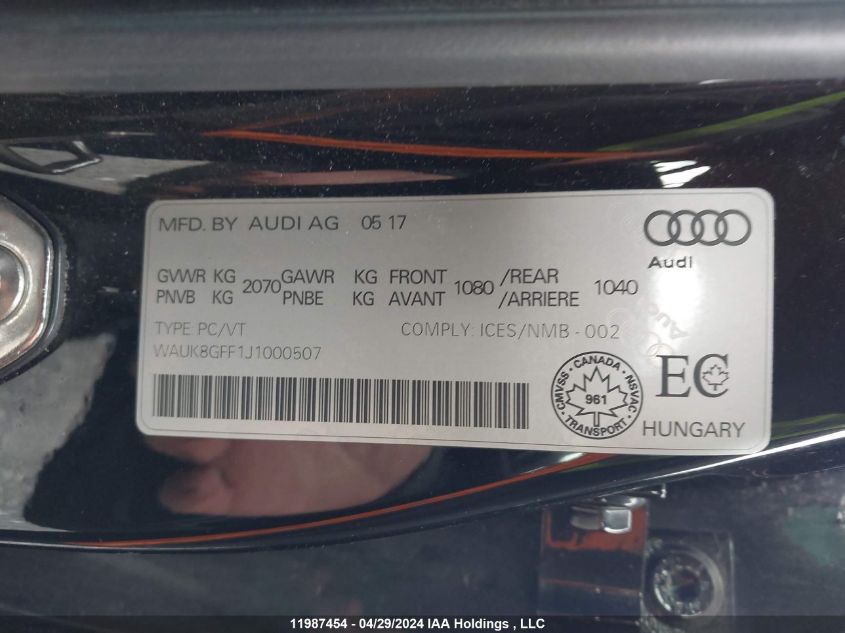 MFD. BY AUDI AG 05 17
Audi
GVWR KG 2070 GAWR KG FRONT 1080 /REAR 1040
PNVB KG PNBE KG AVANT /ARRIERE
TYPE: PC/VT COMPLY: ICES/NMB - 002
WAUK8GFF1J1000507
CMVSS - CANADA - NSVAC - TRANSPORT -
961
EC
HUNGARY
Audi
11987454 - 04/29/2024 IAA Holdings , LLC